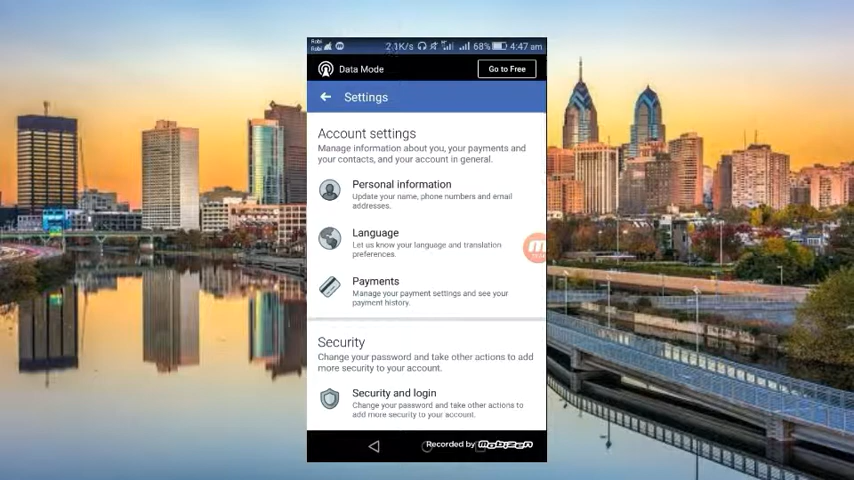 Robi
Robi
2.1K/s 68% 4:47 am
Data Mode
Go to Free
Settings
Account settings
Manage information about you, your payments and
your contacts, and your account in general.
Personal information
Update your name, phone numbers and email
addresses.
Language
Let us know your language and translation
preferences.
Payments
Manage your payment settings and see your
payment history.
Security
Change your password and take other actions to add
more security to your account.
Security and login
Change your password and take other actions to
add more security to your account.
Recorded by mobizen